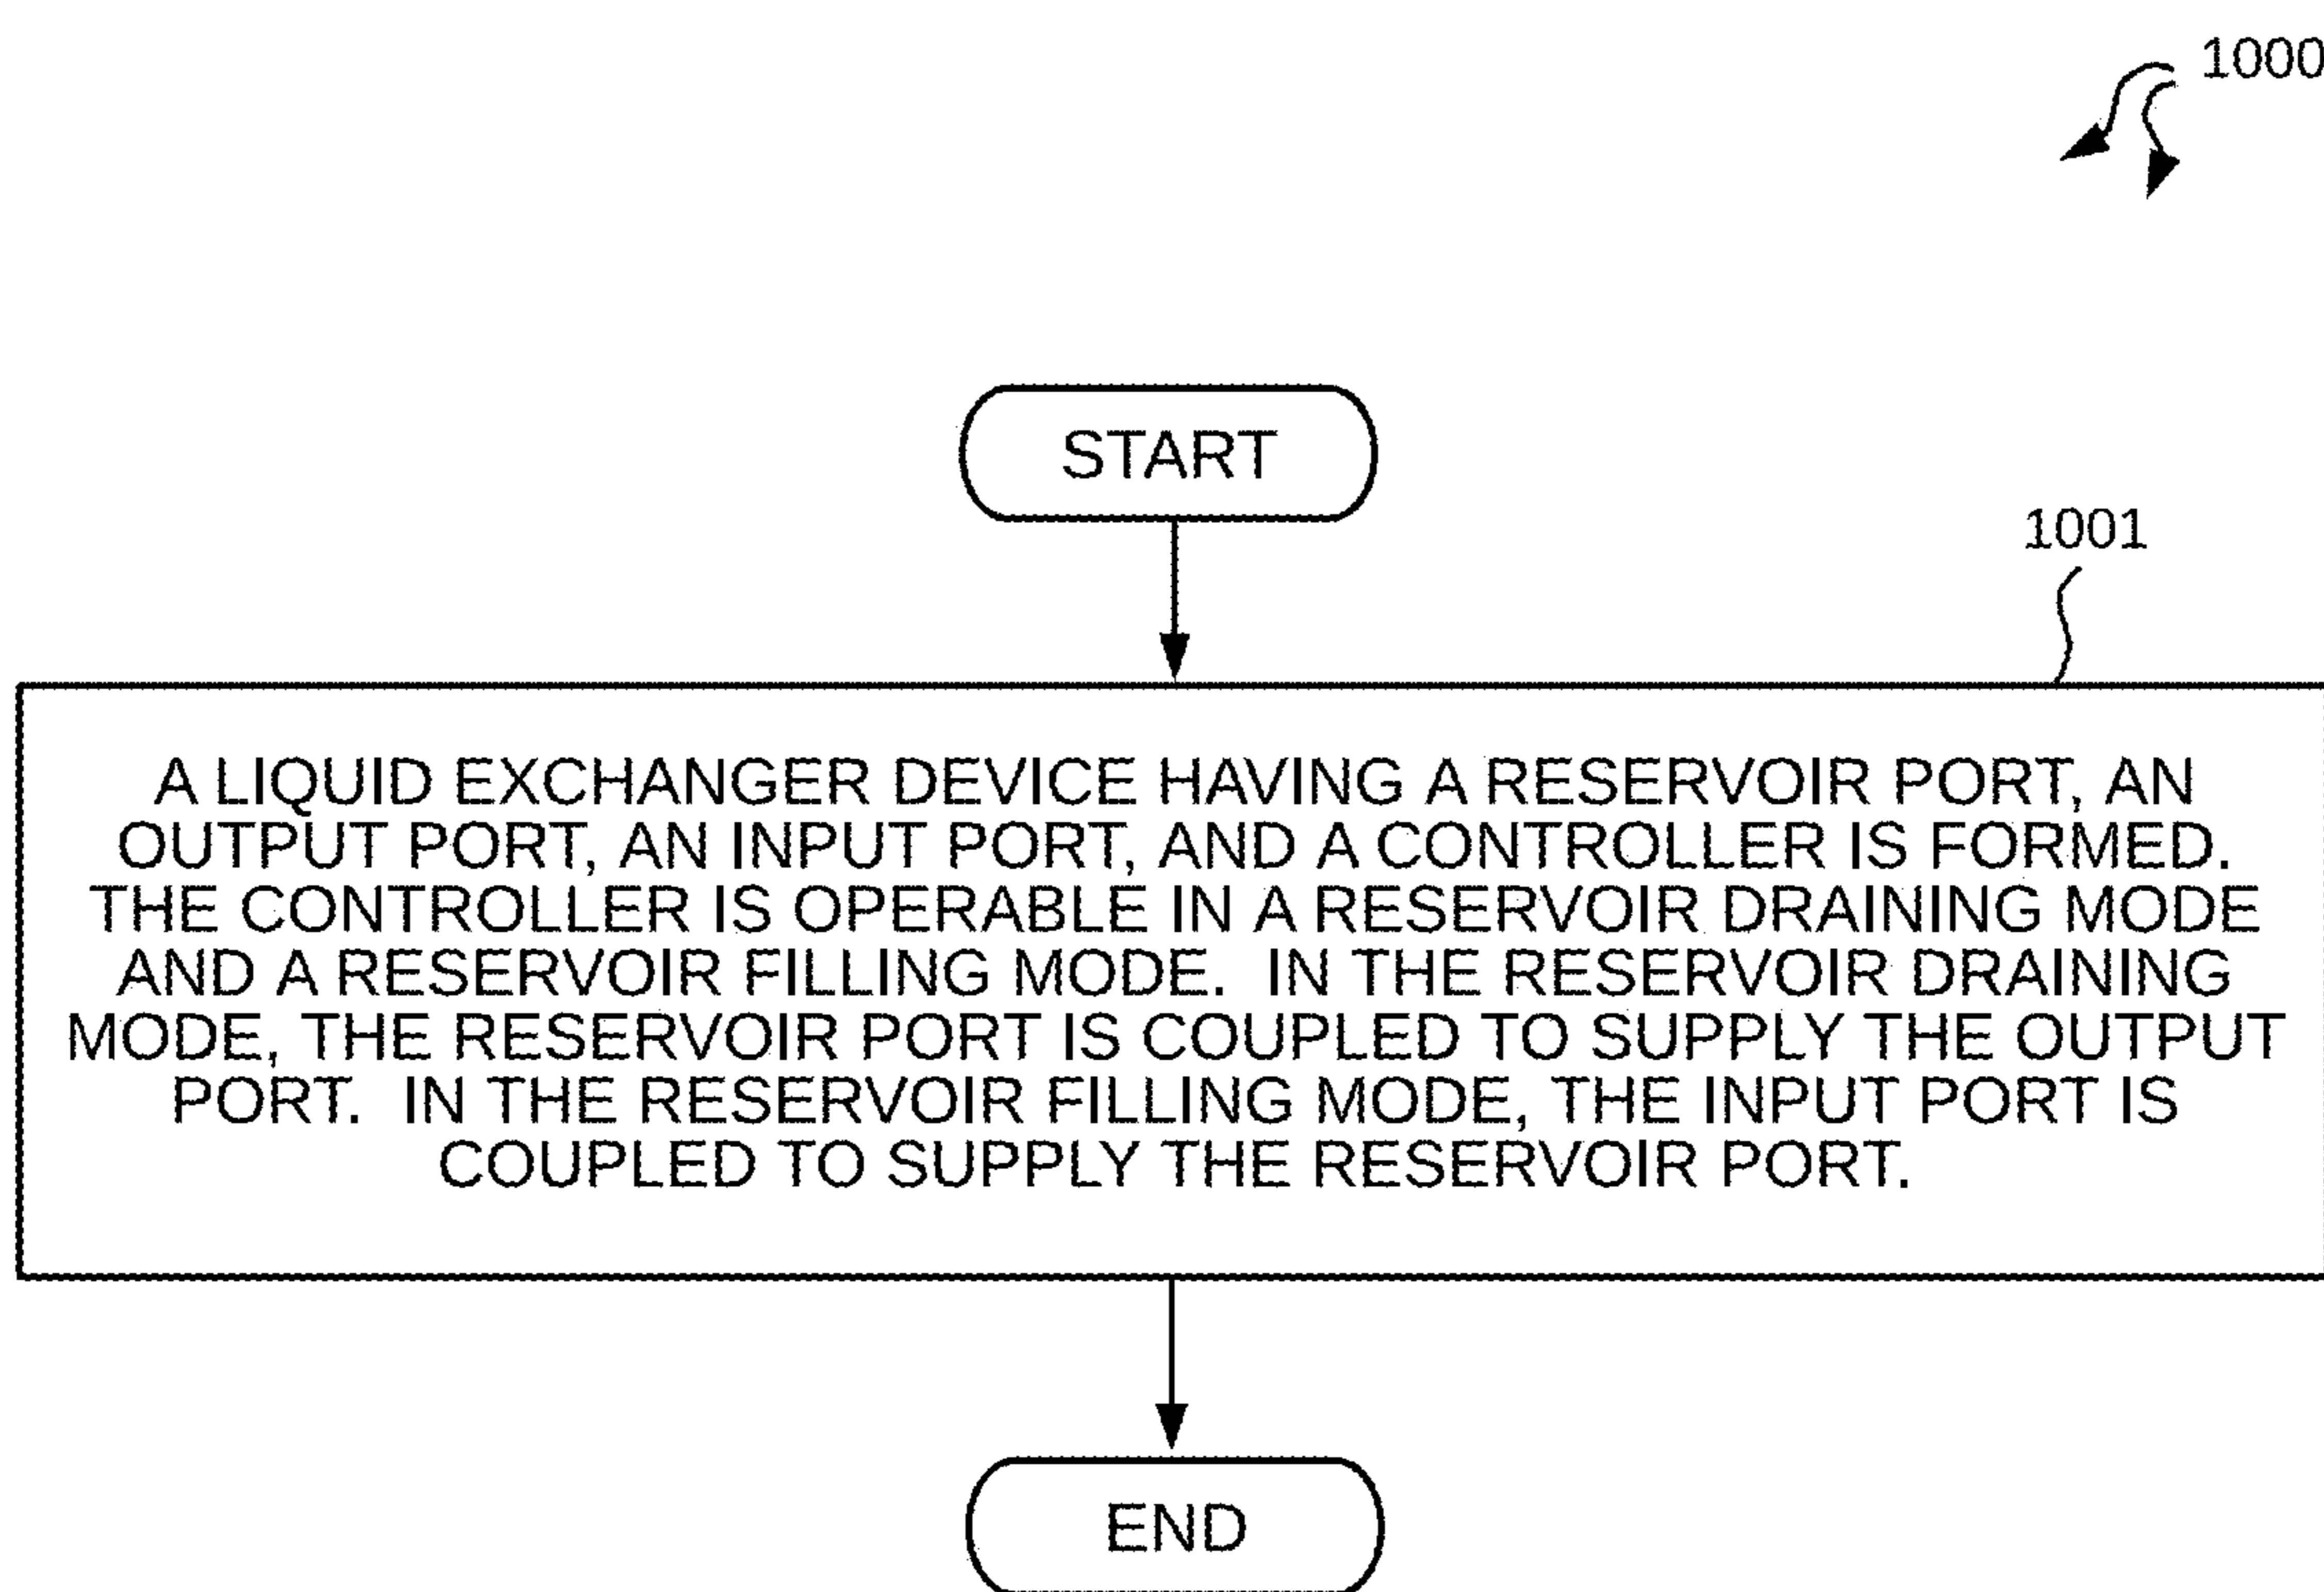 1000
START
1001
A LIQUID EXCHANGER DEVICE HAVING A RESERVOIR PORT, AN
OUTPUT PORT, AN INPUT PORT, AND A CONTROLLER IS FORMED.
THE CONTROLLER IS OPERABLE IN A RESERVOIR DRAINING MODE
AND A RESERVOIR FILLING MODE.  IN THE RESERVOIR DRAINING
MODE, THE RESERVOIR PORT IS COUPLED TO SUPPLY THE OUTPUT
PORT.  IN THE RESERVOIR FILLING MODE, THE INPUT PORT IS
COUPLED TO SUPPLY THE RESERVOIR PORT.
END